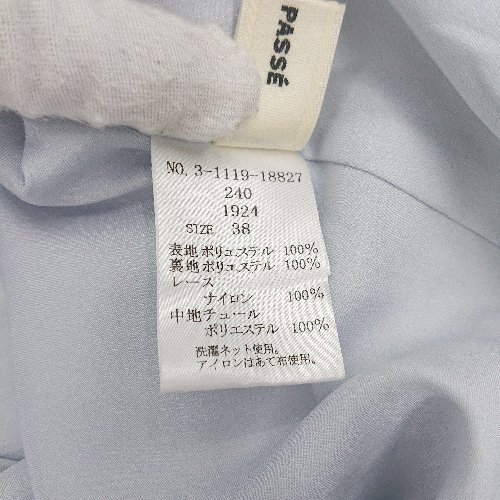 PASSÉ
NO. 3-1119-18827
240
1924
SIZE 38
表地ポリエステル 100%
裏地ポリエステル 100%
レース
ナイロン 100%
中地チュール
ポリエステル 100%
洗濯ネット使用。
アイロンはあて布使用。